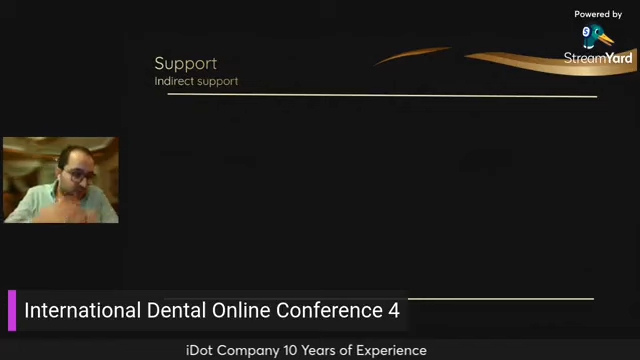 Powered by
StreamYard
Support
Indirect support
International Dental Online Conference 4
iDot Company 10 Years of Experience